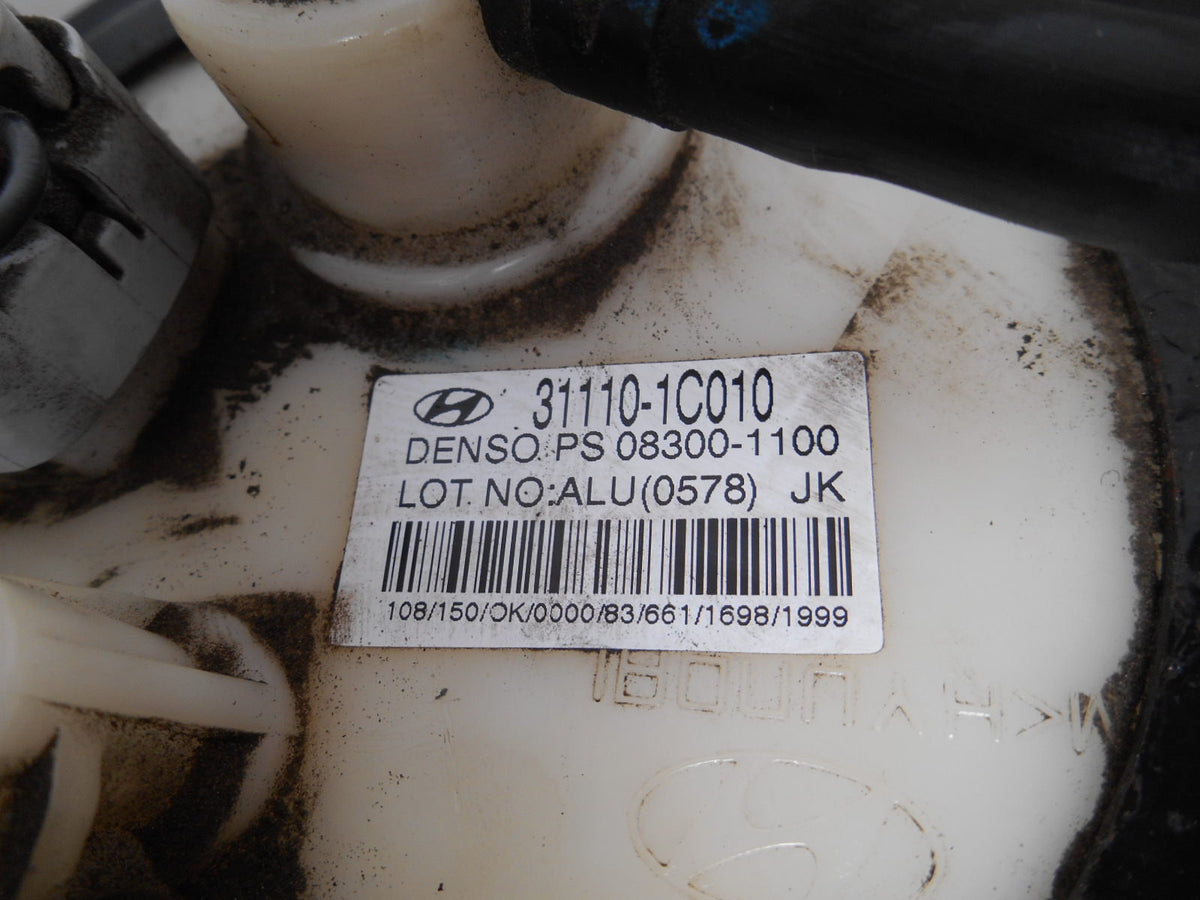 31110-1C010
DENSO PS 08300-1100
LOT NO:ALU(0578) JK
108/150/OK/0000/83/661/1698/1999